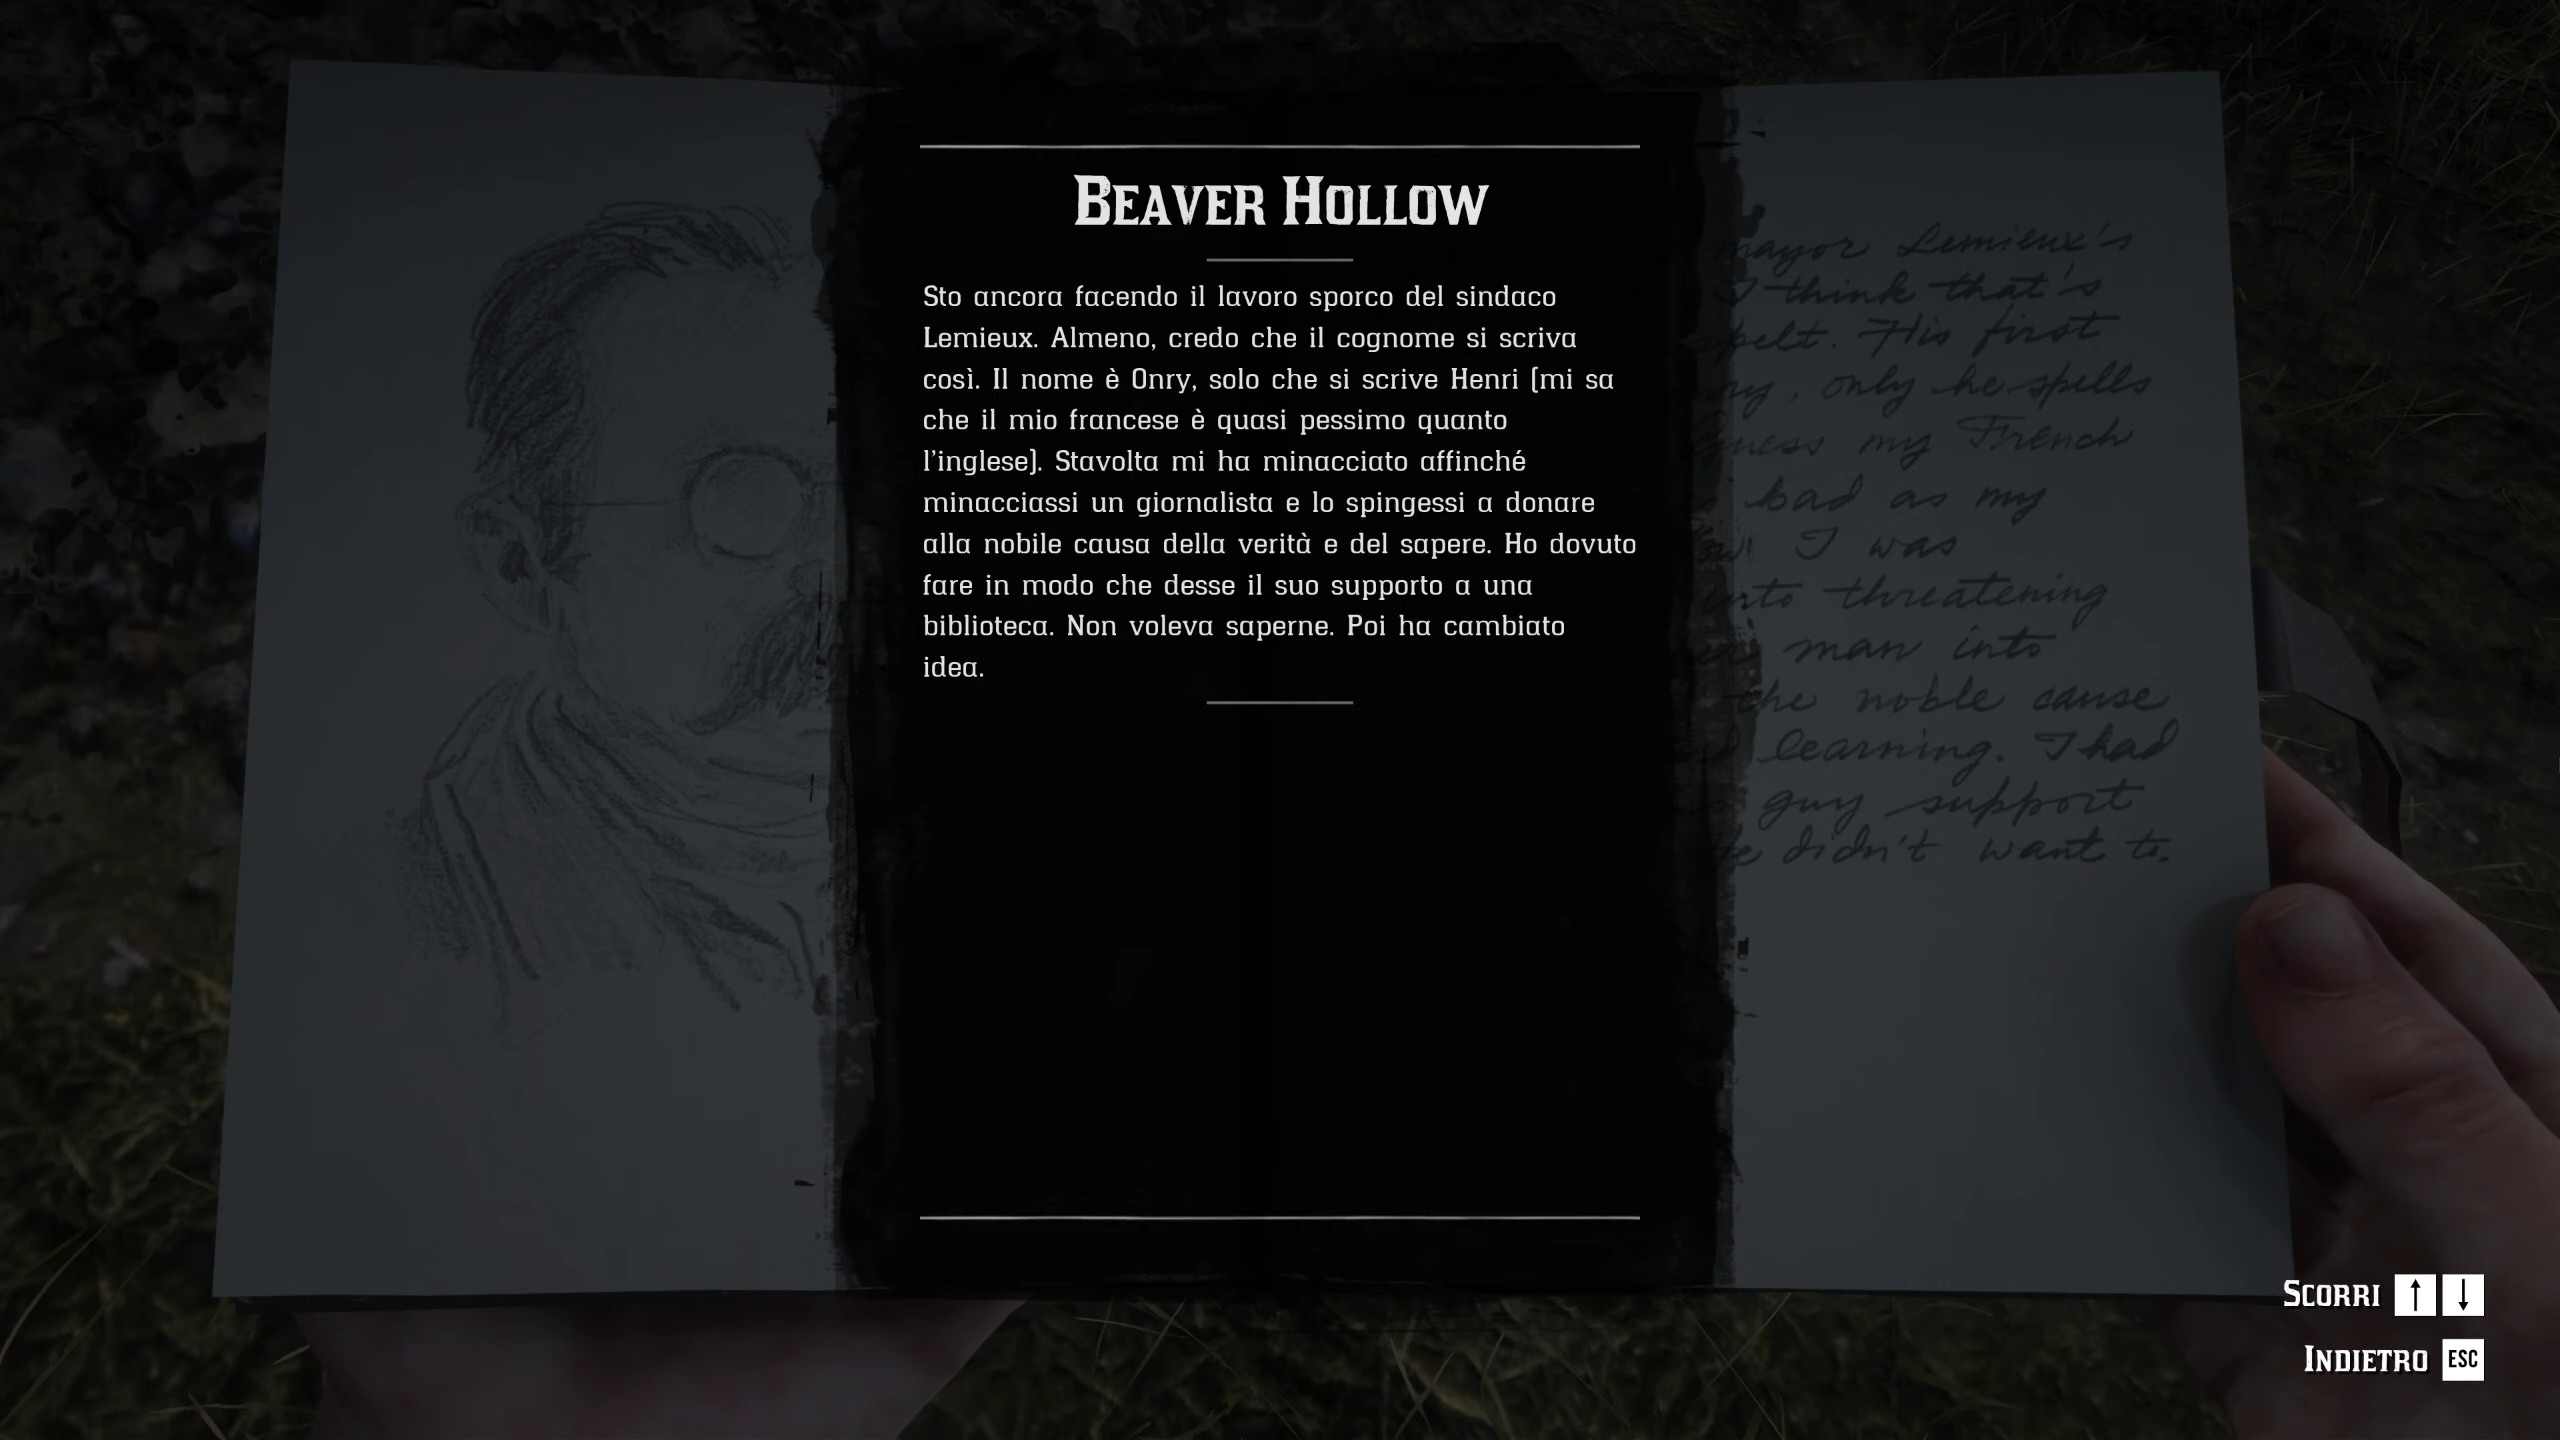 Beaver Hollow
Sto ancora facendo il lavoro sporco del sindaco
Lemieux. Almeno, credo che il cognome si scriva
così. Il nome è Onry, solo che si scrive Henri (mi sa
che il mio francese è quasi pessimo quanto
l'inglese). Stavolta mi ha minacciato affinché
minacciassi un giornalista e lo spingessi a donare
alla nobile causa della verità e del sapere. Ho dovuto
fare in modo che desse il suo supporto a una
biblioteca. Non voleva saperne. Poi ha cambiato
idea.
mayor Lemieux's
I think that's
spelt. His first
only he spells
guess my French
bad as my
I was
into threatening
man into
the noble cause
learning. I had
guy support
He didn't want to.
Scorri ↑ ↓
Indietro ESC